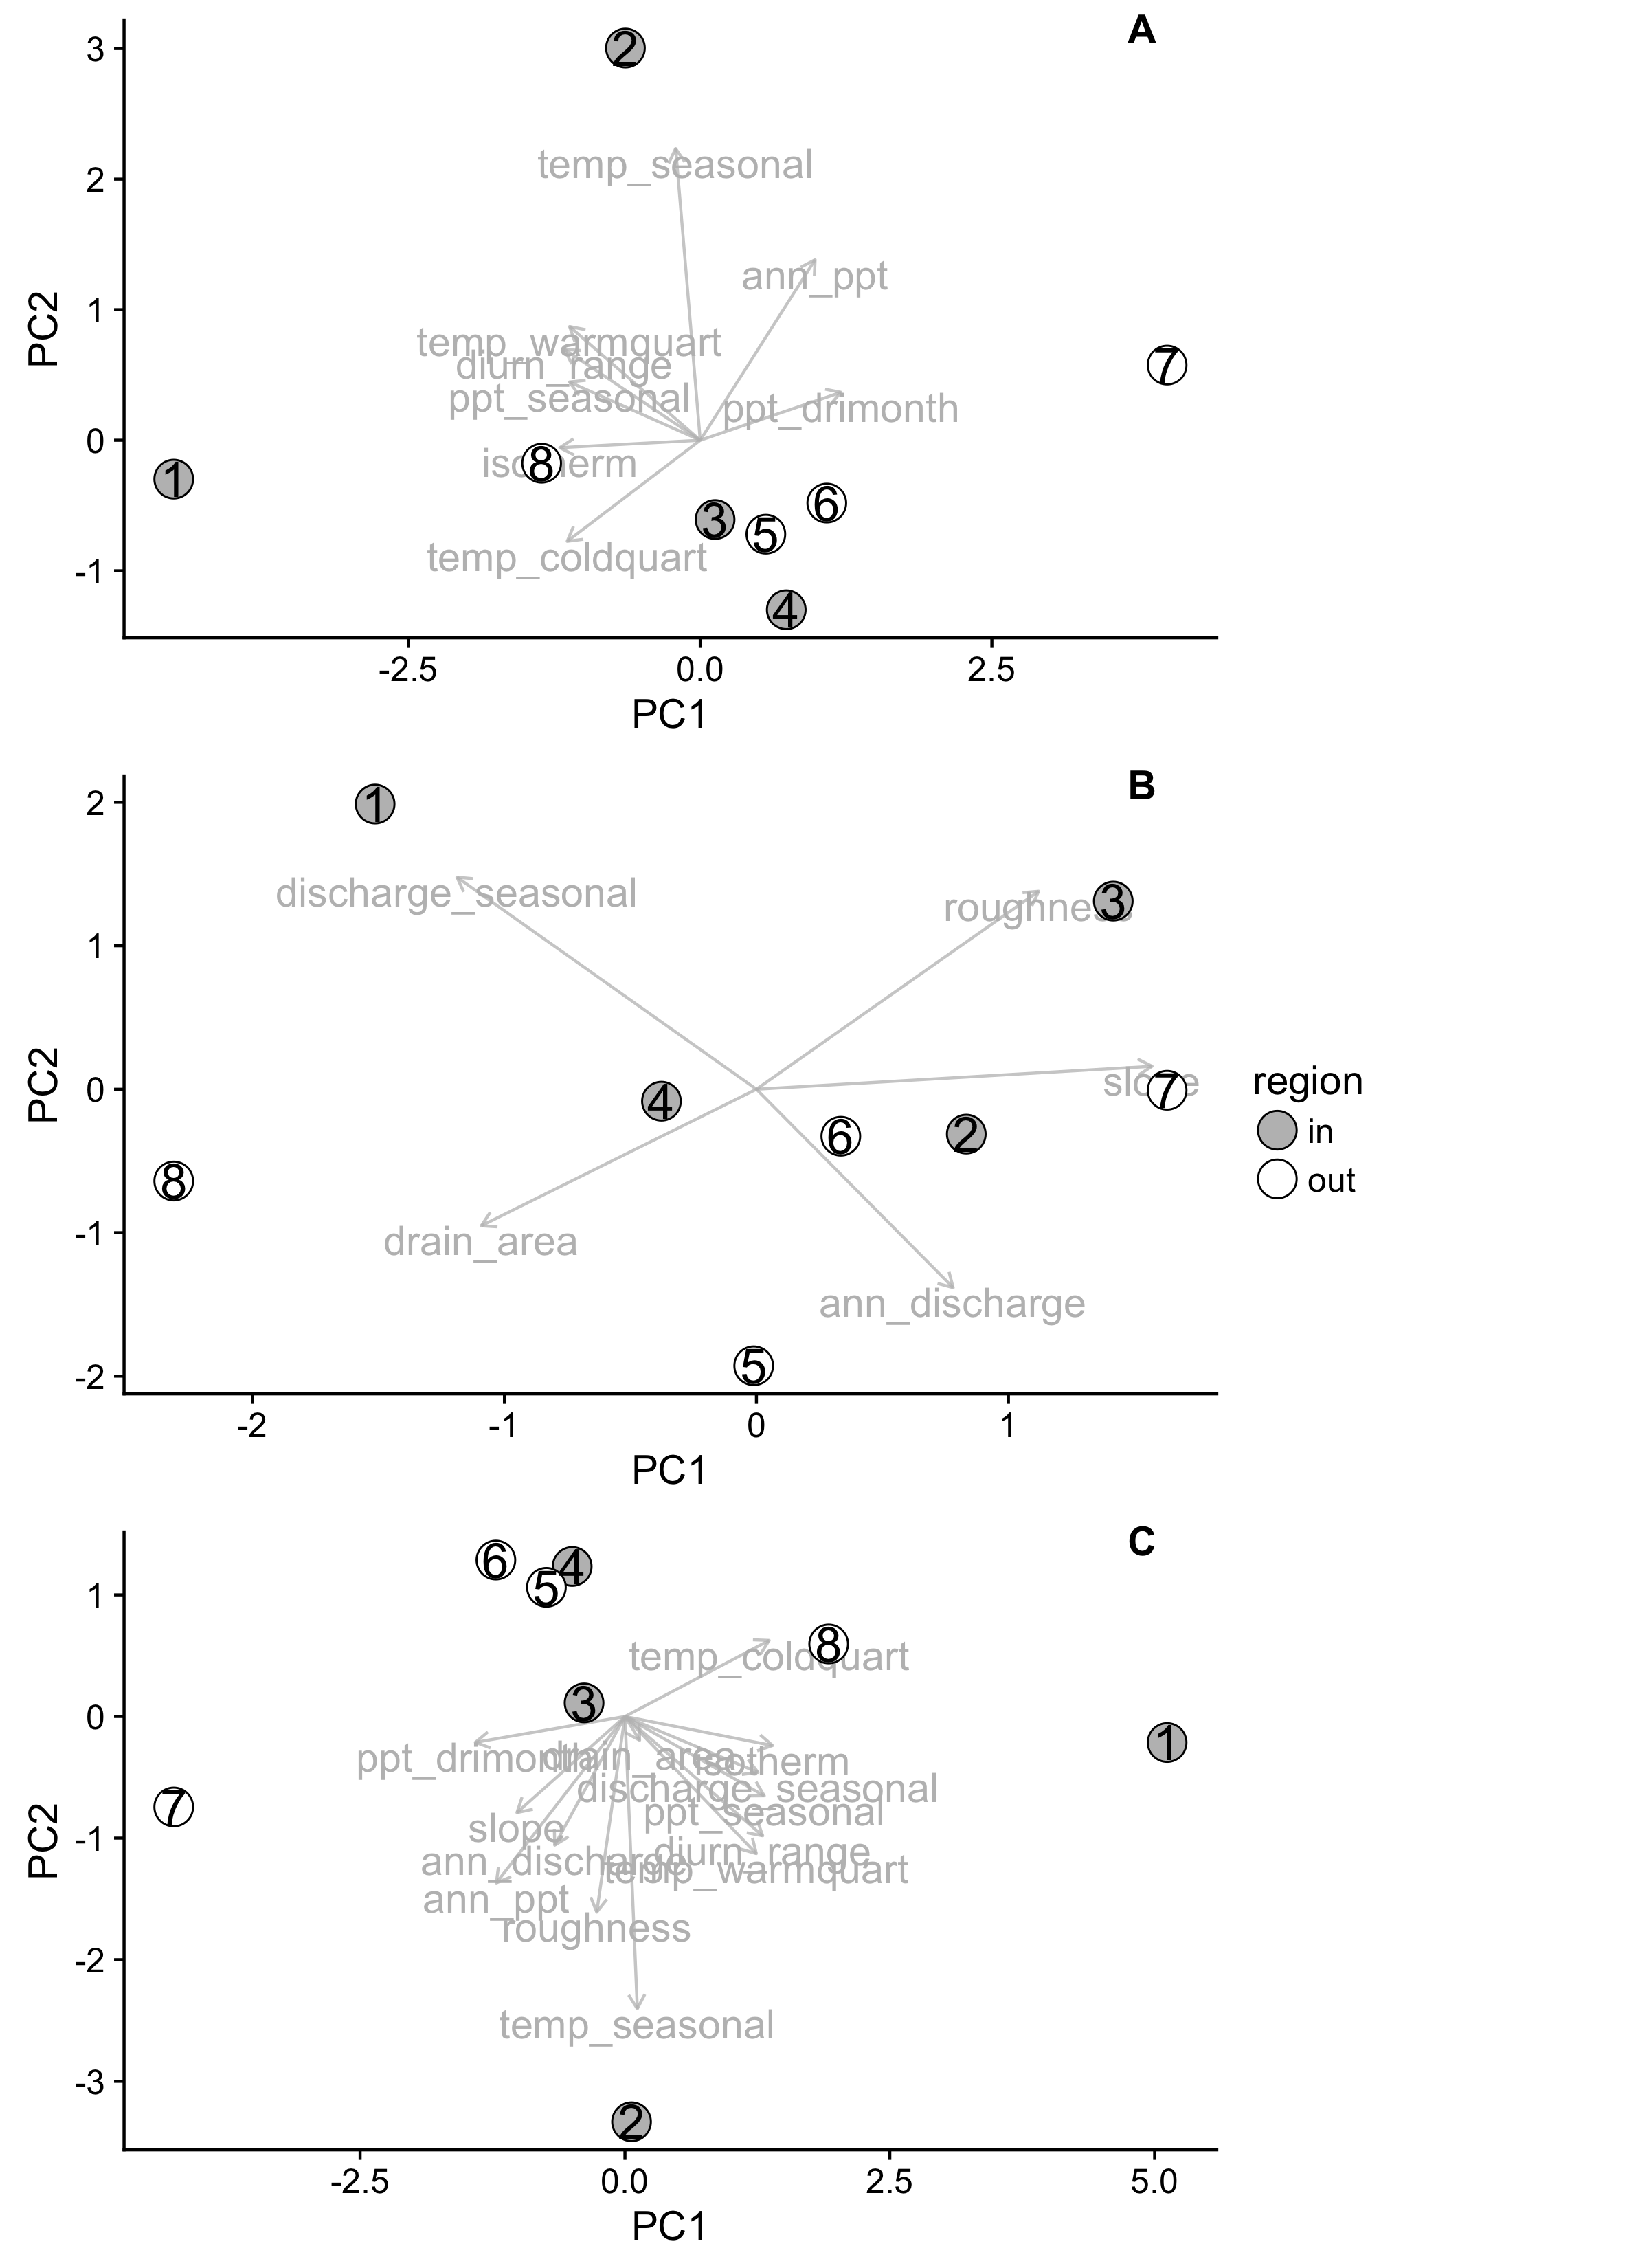 A
3
2
1
0
-1
PC2
2
temp_seasonal
ann_ppt
temp_warmquart
diurn_range
ppt_seasonal
ppt_drimonth
isotherm
temp_coldquart
7
1
8
3
5
6
4
-2.5
0.0
2.5
PC1
B
2
1
0
-1
-2
PC2
1
discharge_seasonal
roughness
3
slope
7
4
6
2
8
drain_area
ann_discharge
5
-2
-1
0
1
PC1
region
in
out
C
1
0
-1
-2
-3
PC2
6
4
5
8
temp_coldquart
3
1
ppt_drimonth
drain_area
isotherm
discharge_seasonal
7
ppt_seasonal
slope
diurn_range
ann_discharge
temp_warmquart
ann_ppt
roughness
temp_seasonal
2
-2.5
0.0
2.5
5.0
PC1